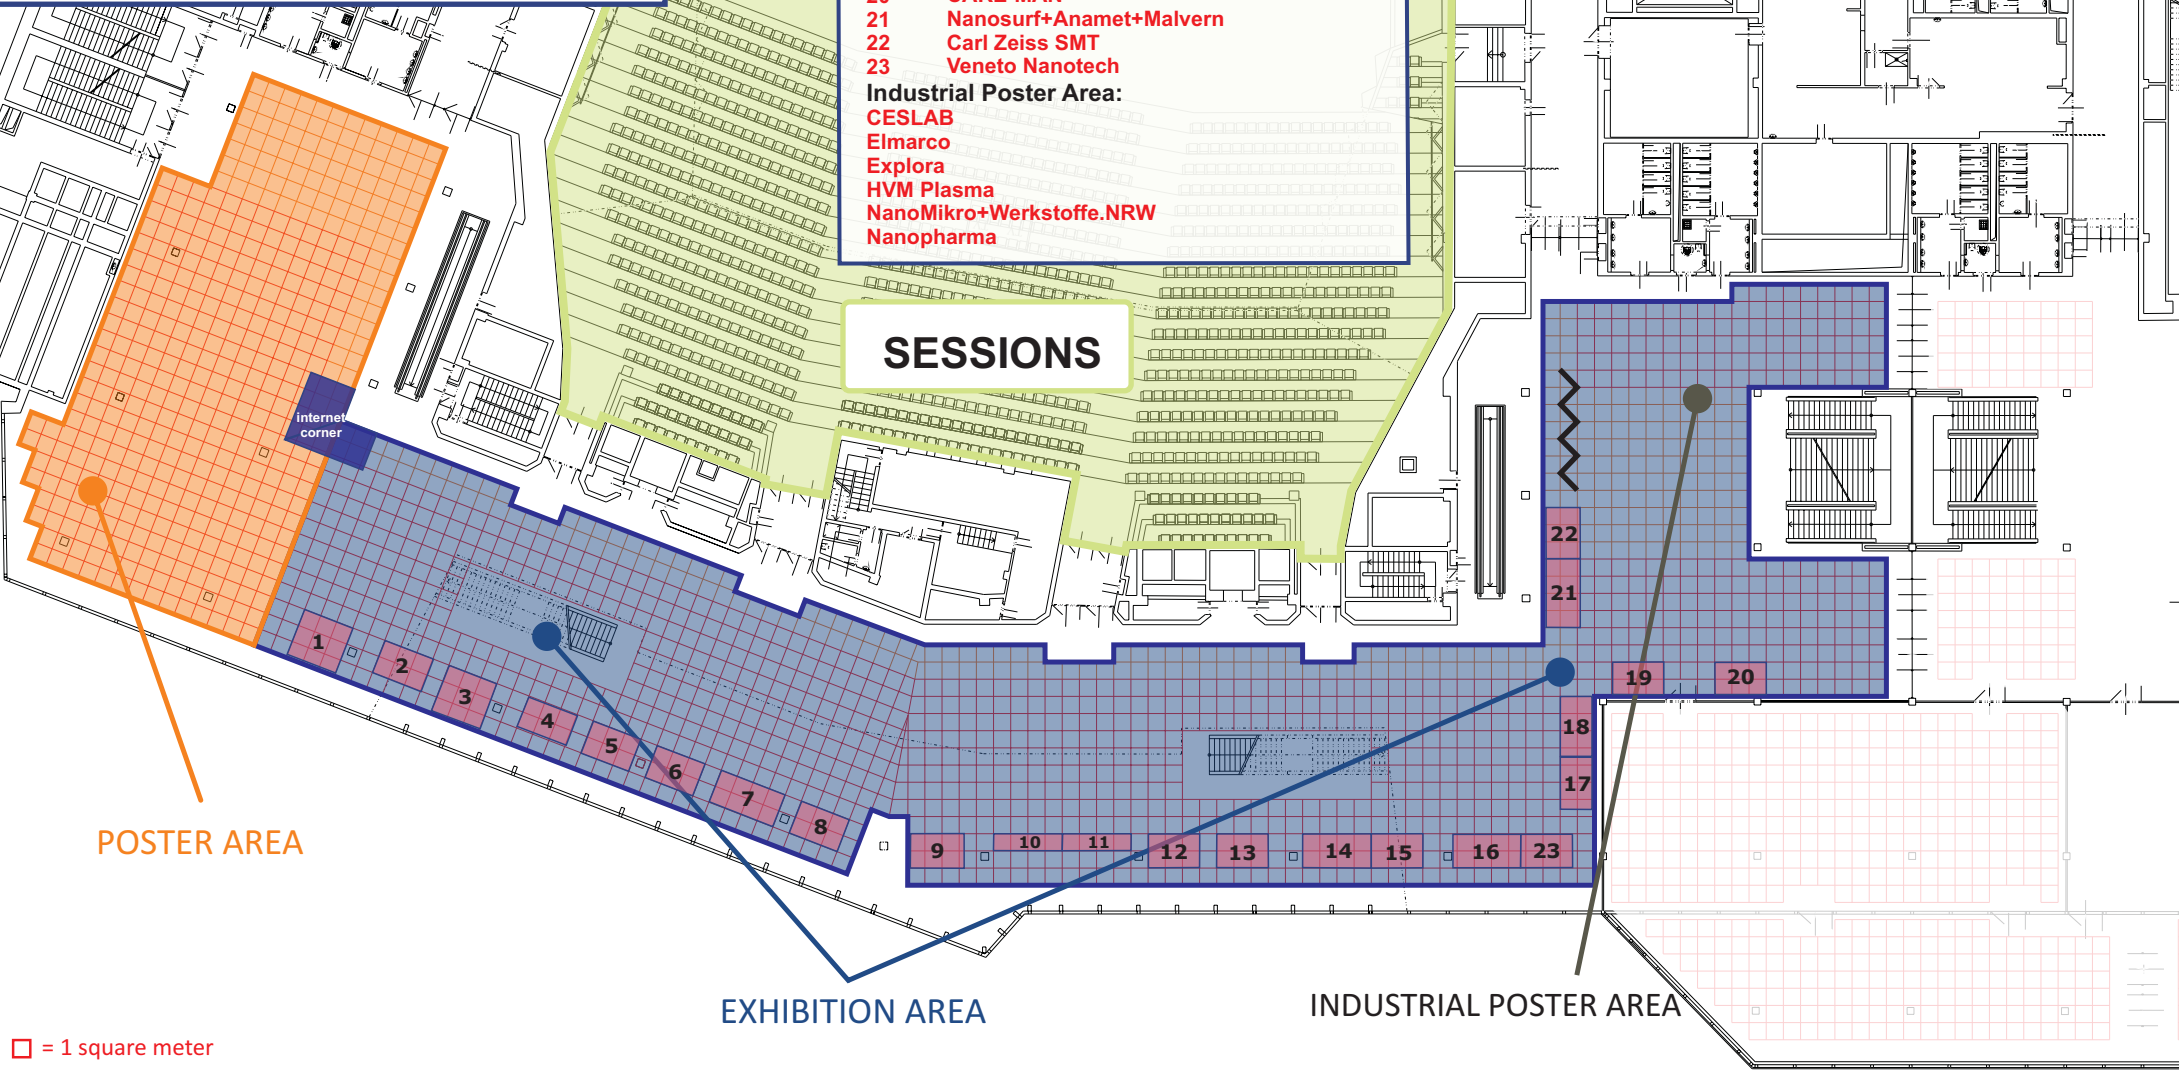 20 CARL MAN
21 Nanosurf+Anamet+Malvern
22 Carl Zeiss SMT
23 Veneto Nanotech
Industrial Poster Area:
CESLAB
Elmarco
Explora
HVM Plasma
NanoMikro+Werkstoffe.NRW
Nanopharma
SESSIONS
internet
corner
22
21
19 20
18
17
1
2
3
4
5
6
7
8
9 10 11 12 13 14 15 16 23
POSTER AREA
EXHIBITION AREA
INDUSTRIAL POSTER AREA
= 1 square meter